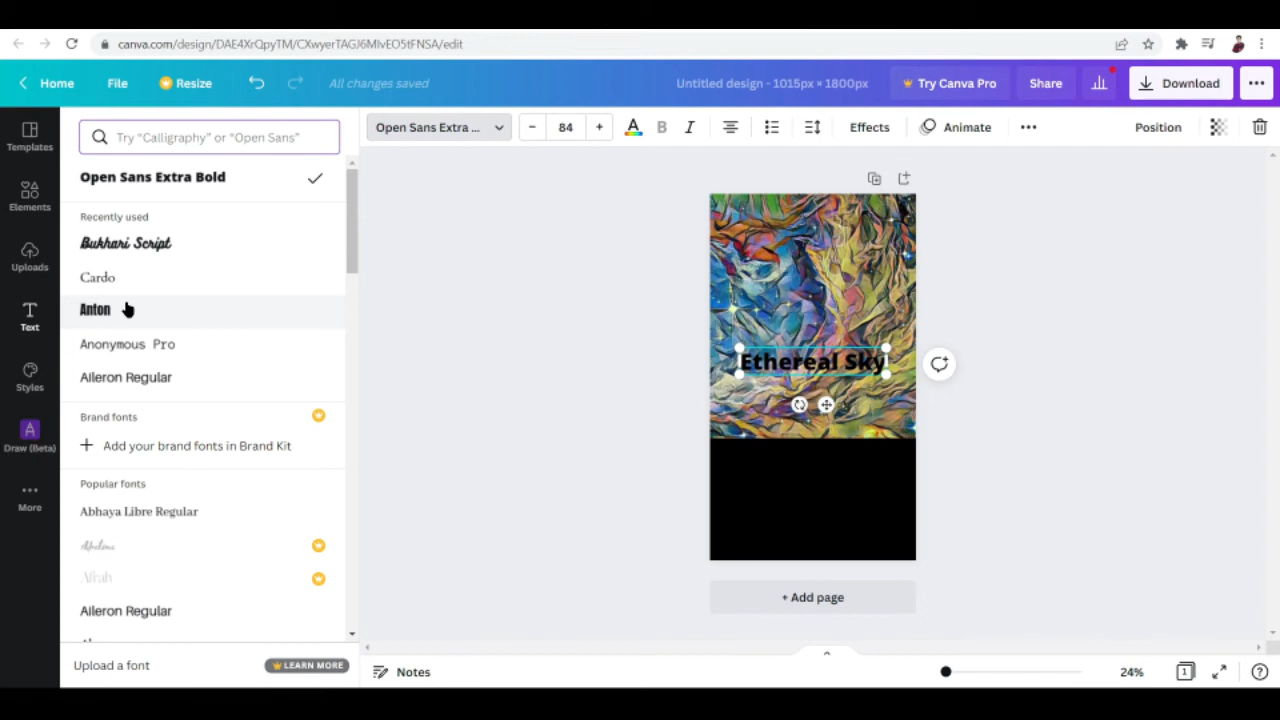 canva.com/design/DAE4XrQpyTM/CXwyerTAGJ6MlvEO5tFNSA/edit
Home File Resize All changes saved Untitled design - 1015px × 1800px Try Canva Pro Share Download
Templates
Elements
Uploads
Text
Styles
Draw (Beta)
More
Try “Calligraphy” or “Open Sans”
Open Sans Extra Bold
Recently used
Bukhari Script
Cardo
Anton
Anonymous Pro
Aileron Regular
Brand fonts
Add your brand fonts in Brand Kit
Popular fonts
Abhaya Libre Regular
Afrah
Aileron Regular
Upload a font LEARN MORE
Open Sans Extra ... − 84 + A B I Effects Animate Position
Ethereal Sky
+ Add page
Notes 24% 1 ?